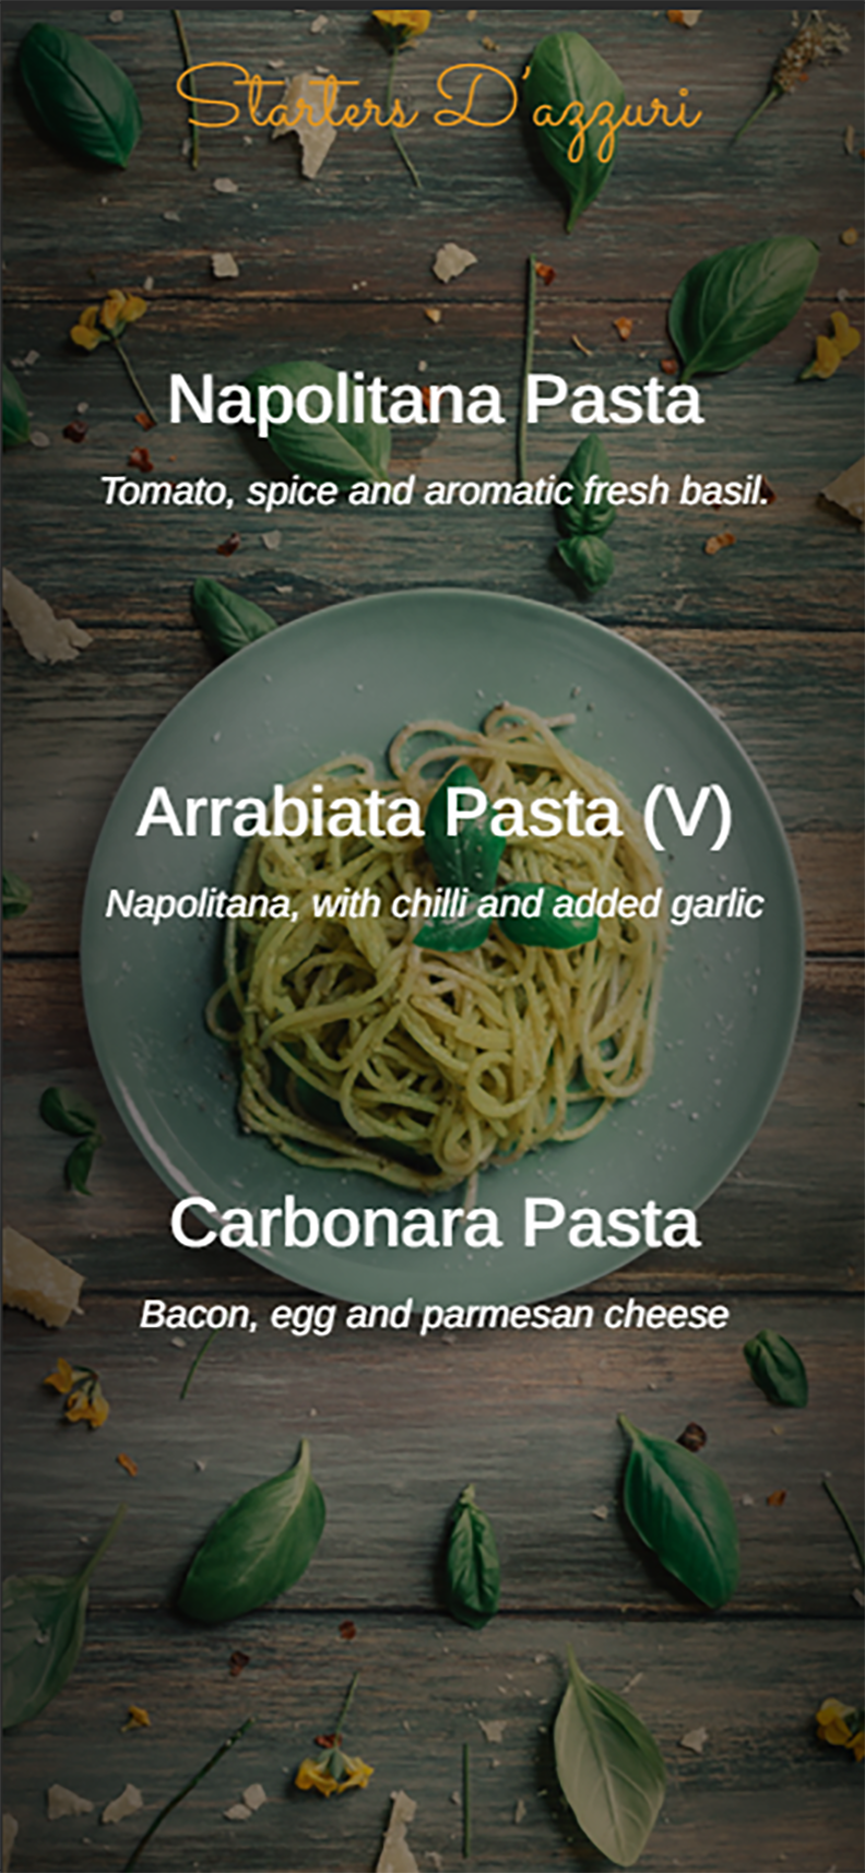 Starters D'azzuri
Napolitana Pasta
Tomato, spice and aromatic fresh basil.
Arrabiata Pasta (V)
Napolitana, with chilli and added garlic
Carbonara Pasta
Bacon, egg and parmesan cheese